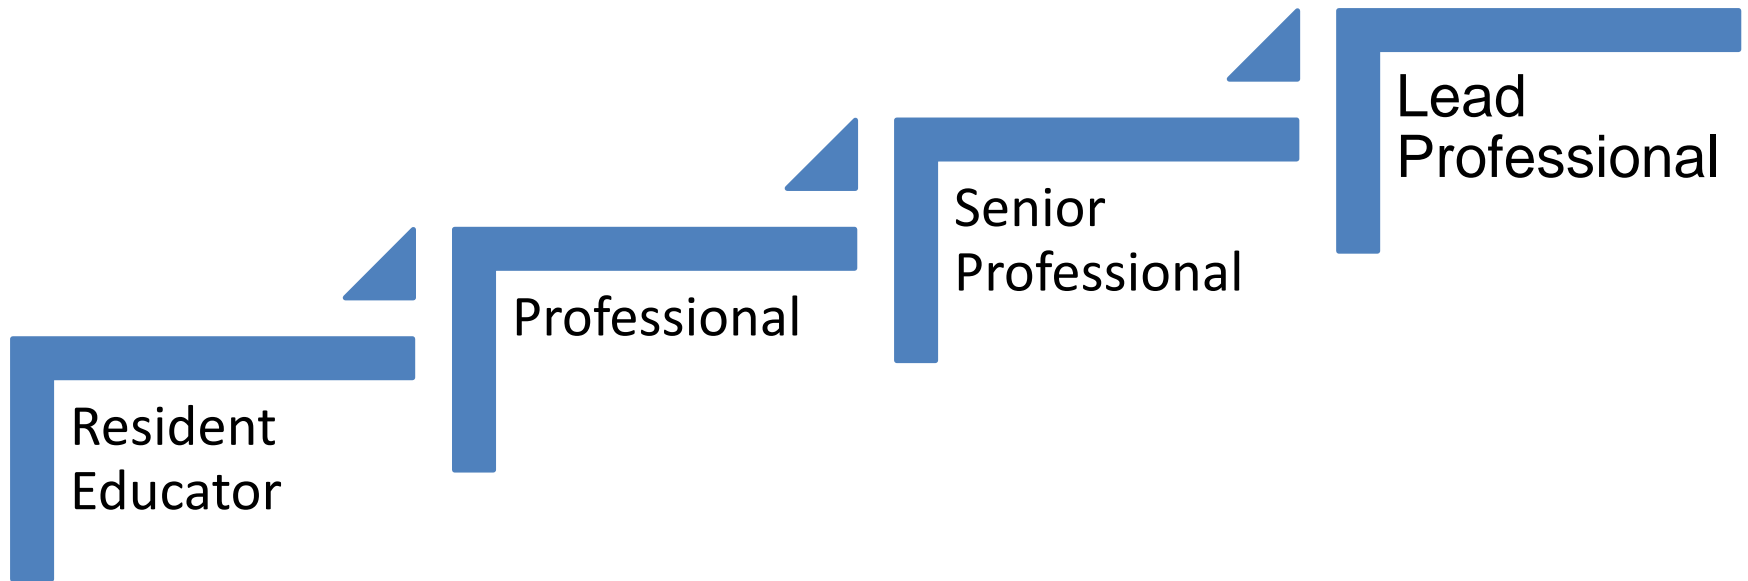 Resident
Educator
Professional
Senior
Professional
Lead
Professional